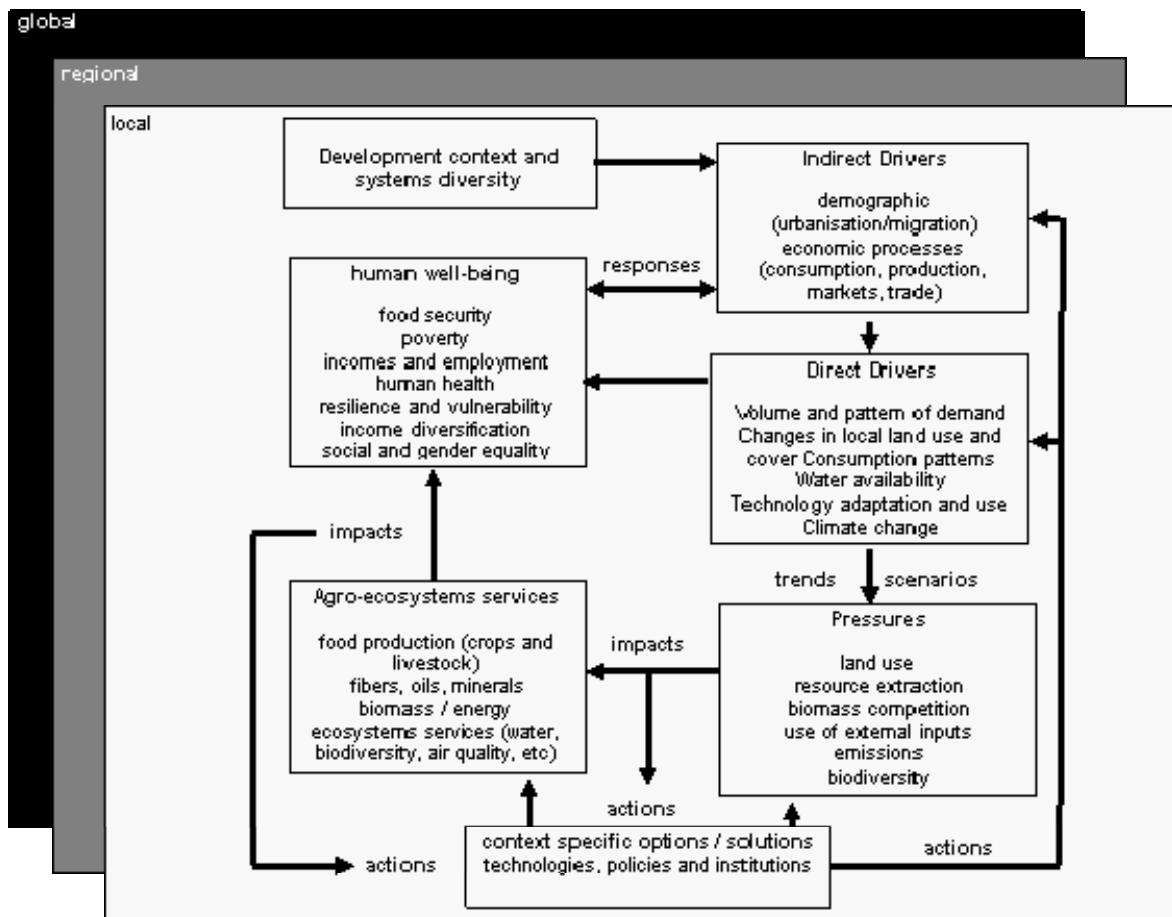 global
regional
local
Development context and
systems diversity
Indirect Drivers
demographic
(urbanisation/migration)
economic processes
(consumption, production,
markets, trade)
responses
human well-being
food security
poverty
incomes and employment
human health
resilience and vulnerability
income diversification
social and gender equality
Direct Drivers
Volume and pattern of demand
Changes in local land use and
cover Consumption patterns
Water availability
Technology adaptation and use
Climate change
impacts
trends scenarios
Agro-ecosystems services
food production (crops and
livestock)
fibers, oils, minerals
biomass / energy
ecosystems services (water,
biodiversity, air quality, etc)
impacts
Pressures
land use
resource extraction
biomass competition
use of external inputs
emissions
biodiversity
actions
context specific options / solutions
technologies, policies and institutions
actions
actions